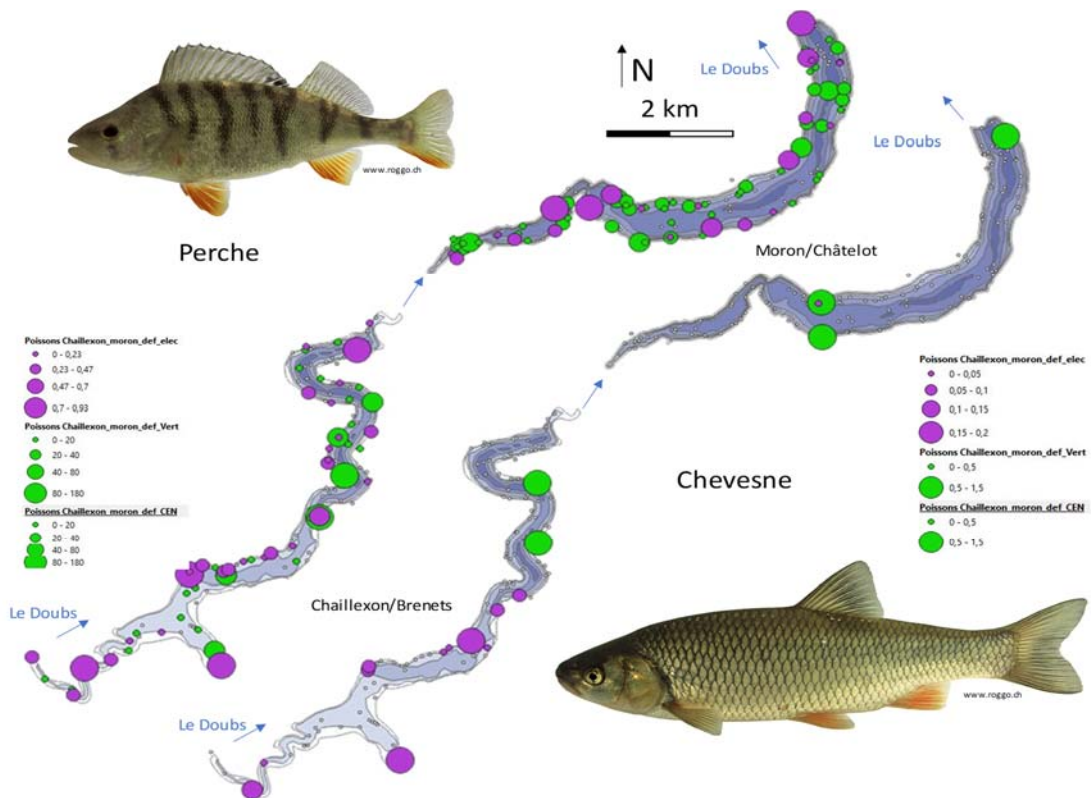 Le Doubs
N
2 km
Le Doubs
www.roggo.ch
Perche
Moron/Châtelot
Poissons Chaillexon_moron_def_elec
0 - 0,23
0,23 - 0,47
0,47 - 0,7
0,7 - 0,93
Poissons Chaillexon_moron_def_Vert
0 - 20
20 - 40
40 - 80
80 - 180
Poissons Chaillexon_moron_def_CEN
0 - 20
20 - 40
40 - 80
80 - 180
Poissons Chaillexon_moron_def_elec
0 - 0,05
0,05 - 0,1
0,1 - 0,15
0,15 - 0,2
Poissons Chaillexon_moron_def_Vert
0 - 0,5
0,5 - 1,5
Poissons Chaillexon_moron_def_CEN
0 - 0,5
0,5 - 1,5
Chevesne
Chaillexon/Brenets
Le Doubs
Le Doubs
www.roggo.ch